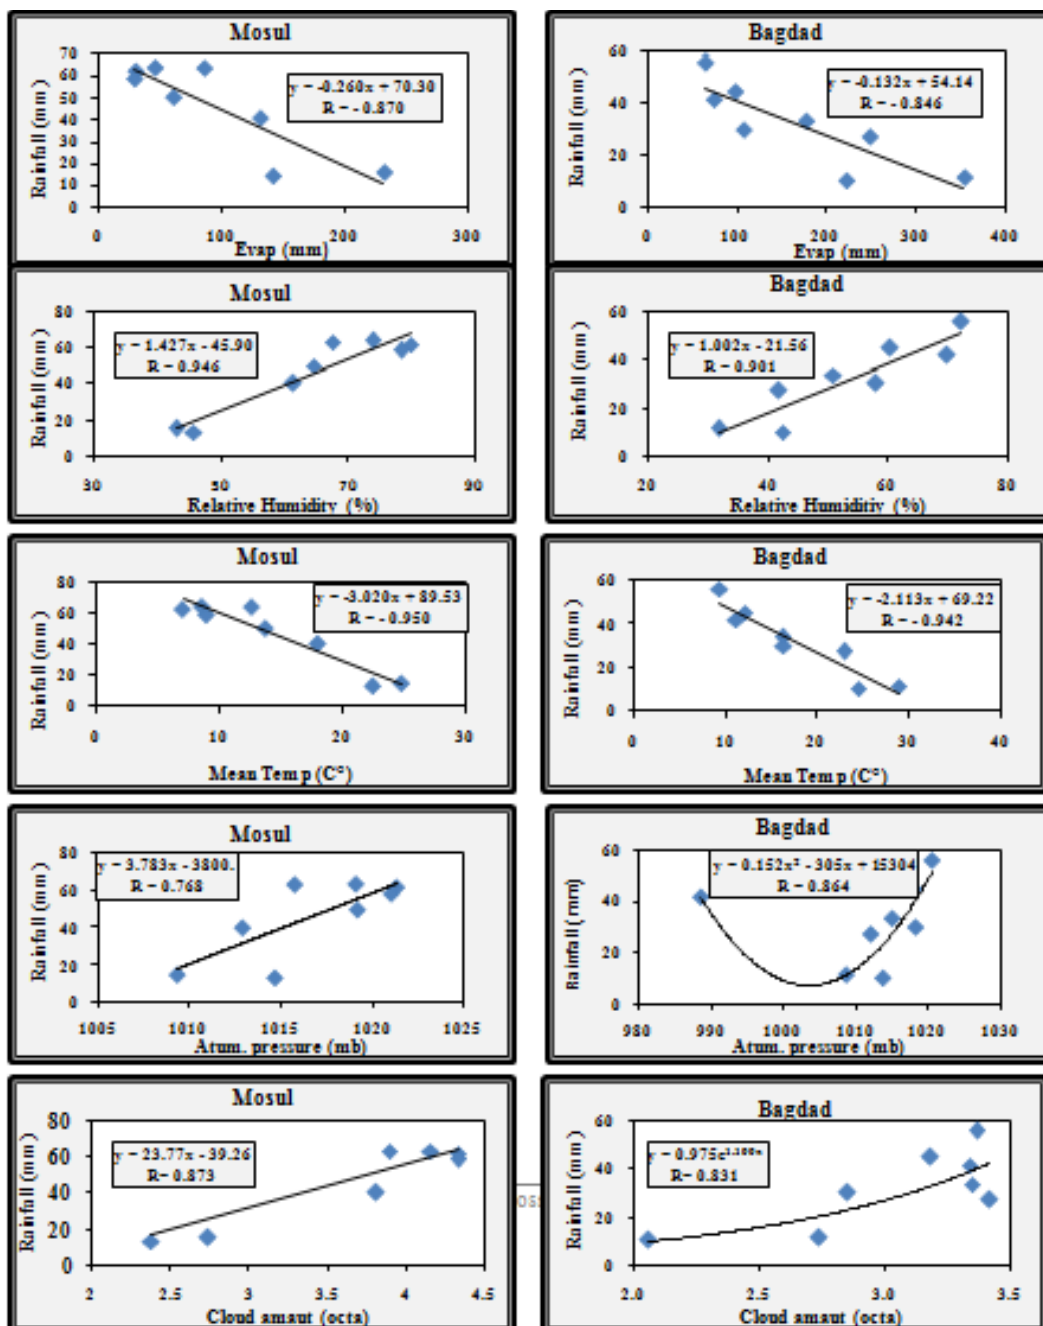 Mosul
70
60
50
40
30
20
10
0
y = -0.260x + 70.30
R = - 0.870
Rainfall (mm)
0 100 200 300
Evap (mm)
Bagdad
60
40
20
0
y = -0.132x + 54.14
R = - 0.846
Rainfall (mm)
0 100 200 300 400
Evap (mm)
Mosul
80
60
40
20
0
y = 1.427x - 45.90
R = 0.946
Rainfall (mm)
30 50 70 90
Relative Humidity (%)
Bagdad
60
40
20
0
y = 1.002x - 21.56
R = 0.901
Rainfall (mm)
20 40 60 80
Relative Humiditiy (%)
Mosul
80
60
40
20
0
y = -3.020x + 89.53
R = - 0.950
Rainfall (mm)
0 10 20 30
Mean Temp (C°)
Bagdad
60
40
20
0
y = -2.113x + 69.22
R = - 0.942
Rainfall (mm)
0 10 20 30 40
Mean Temp (C°)
Mosul
80
60
40
20
0
y = 3.783x - 3800.
R = 0.768
Rainfall (mm)
1005 1010 1015 1020 1025
Atum. pressure (mb)
Bagdad
60
40
20
0
y = 0.152x² - 305x + 15304
R = 0.864
Rainfall (mm)
980 990 1000 1010 1020 1030
Atum. pressure (mb)
Mosul
80
60
40
20
0
y = 23.77x - 39.26
R = 0.873
Rainfall (mm)
2 2.5 3 3.5 4 4.5
Cloud amaut (octa)
Bagdad
60
40
20
0
R = 0.831
Rainfall (mm)
2.0 2.5 3.0 3.5
Cloud amaut (octa)